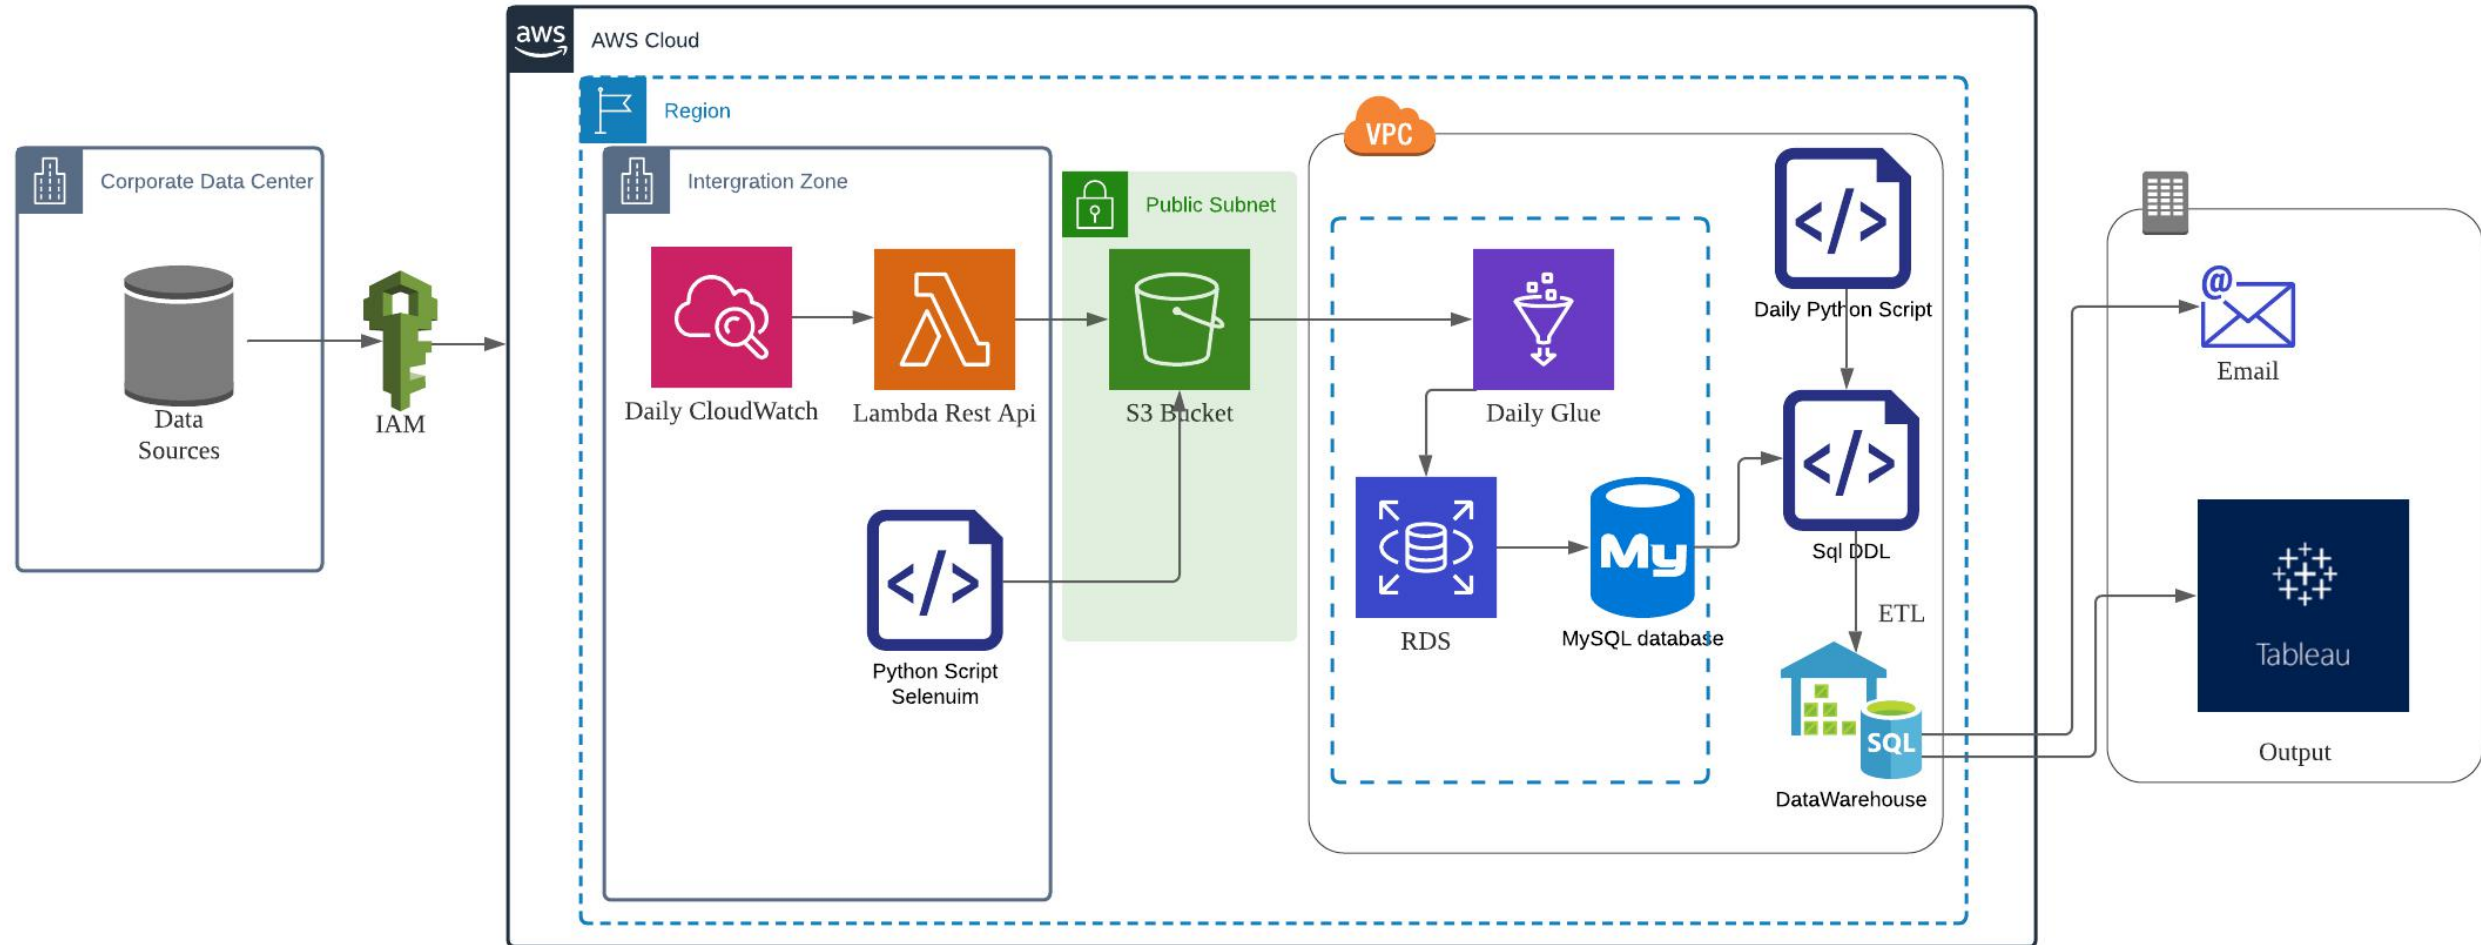 aws
AWS Cloud
Region
VPC
Corporate Data Center
Intergration Zone
Public Subnet
Daily Python Script
@
Email
Data
Sources
IAM
Daily CloudWatch
Lambda Rest Api
S3 Bucket
Daily Glue
</>
Sql DDL
My
MySQL database
RDS
ETL
</>
Python Script
Selenuim
</>
SQL
DataWarehouse
Tableau
Output